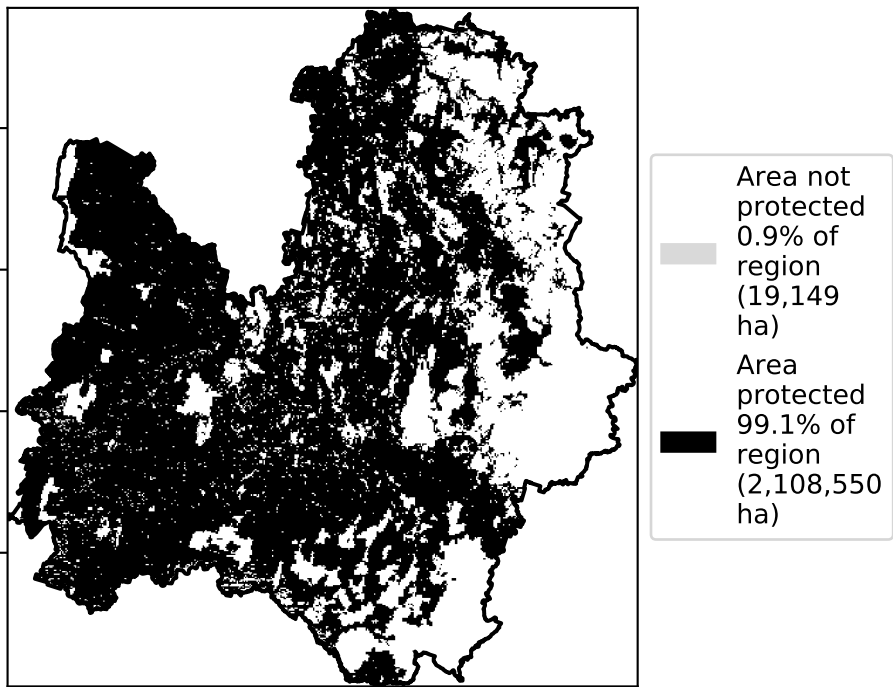 Area not
protected
0.9% of
region
(19,149
ha)
Area
protected
99.1% of
region
(2,108,550
ha)